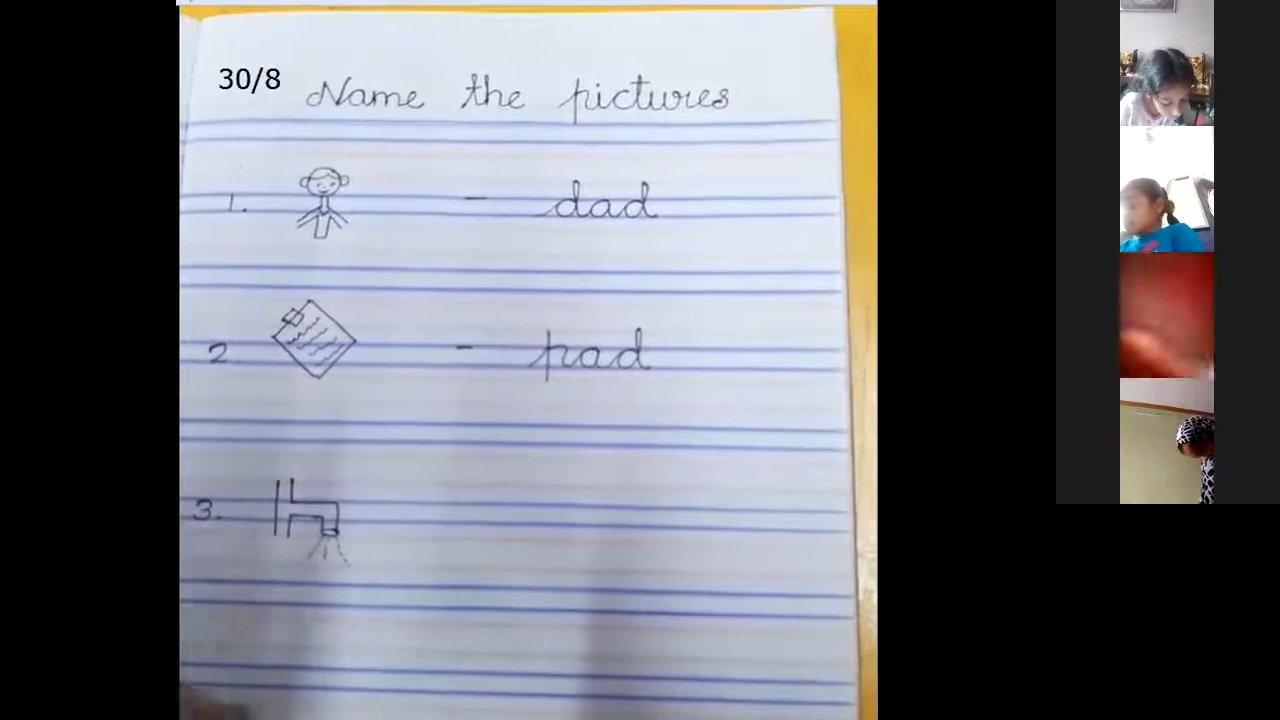 30/8 Name the pictures
1. - dad
2. - pad
3.